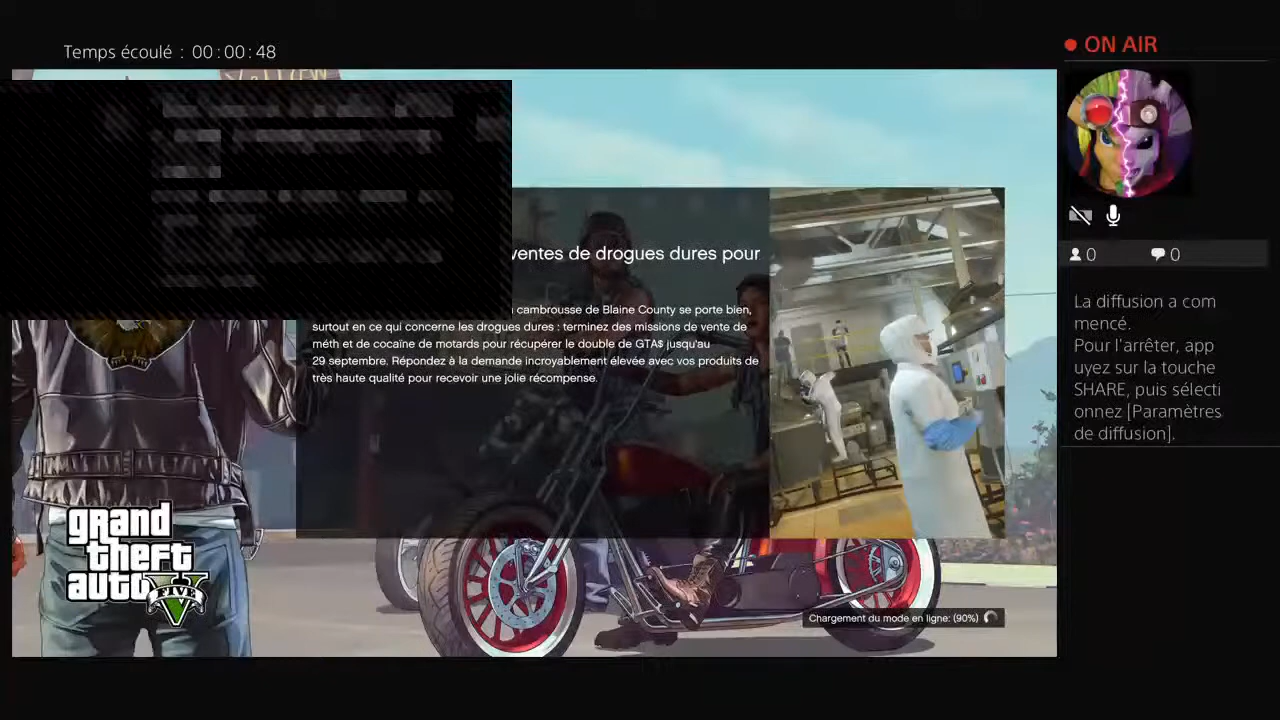 Temps écoulé : 00:00:48
ON AIR
0 0
ventes de drogues dures pour
cambrousse de Blaine County se porte bien,
surtout en ce qui concerne les drogues dures : terminez des missions de vente de
méth et de cocaïne de motards pour récupérer le double de GTA$ jusqu'au
29 septembre. Répondez à la demande incroyablement élevée avec vos produits de
très haute qualité pour recevoir une jolie récompense.
La diffusion a com
mencé.
Pour l'arrêter, app
uyez sur la touche
SHARE, puis sélecti
onnez [Paramètres
de diffusion].
grand
theft
auto V
FIVE
Chargement du mode en ligne: (90%)